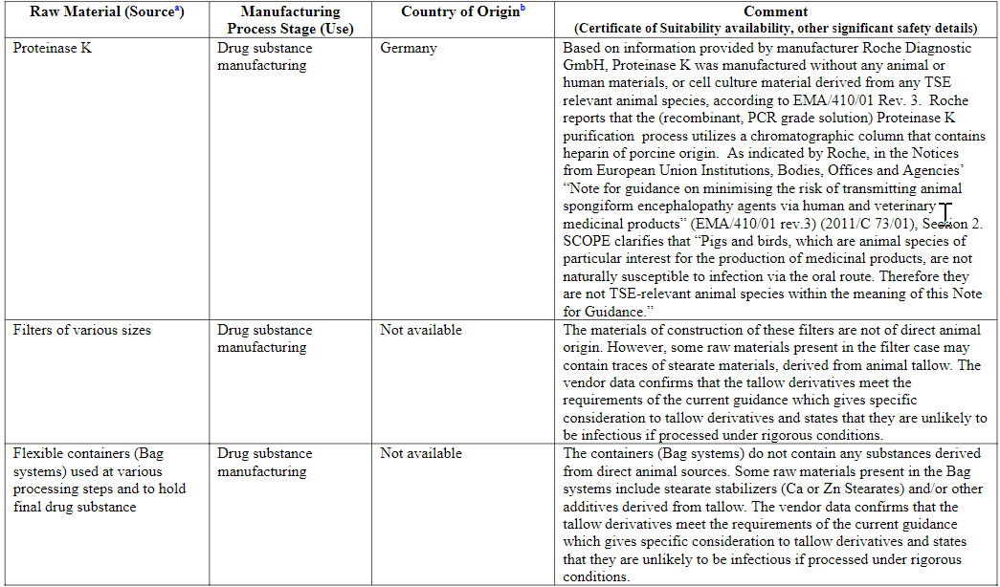 Raw Material (Sourceᵃ)
Manufacturing
Process Stage (Use)
Country of Originᵇ
Comment
(Certificate of Suitability availability, other significant safety details)
Proteinase K
Drug substance
manufacturing
Germany
Based on information provided by manufacturer Roche Diagnostic
GmbH, Proteinase K was manufactured without any animal or
human materials, or cell culture material derived from any TSE
relevant animal species, according to EMA/410/01 Rev. 3. Roche
reports that the (recombinant, PCR grade solution) Proteinase K
purification process utilizes a chromatographic column that contains
heparin of porcine origin. As indicated by Roche, in the Notices
from European Union Institutions, Bodies, Offices and Agencies’
“Note for guidance on minimising the risk of transmitting animal
spongiform encephalopathy agents via human and veterinary
medicinal products” (EMA/410/01 rev.3) (2011/C 73/01), Section 2.
SCOPE clarifies that “Pigs and birds, which are animal species of
particular interest for the production of medicinal products, are not
naturally susceptible to infection via the oral route. Therefore they
are not TSE-relevant animal species within the meaning of this Note
for Guidance.”
Filters of various sizes
Drug substance
manufacturing
Not available
The materials of construction of these filters are not of direct animal
origin. However, some raw materials present in the filter case may
contain traces of stearate materials, derived from animal tallow. The
vendor data confirms that the tallow derivatives meet the
requirements of the current guidance which gives specific
consideration to tallow derivatives and states that they are unlikely to
be infectious if processed under rigorous conditions.
Flexible containers (Bag
systems) used at various
processing steps and to hold
final drug substance
Drug substance
manufacturing
Not available
The containers (Bag systems) do not contain any substances derived
from direct animal sources. Some raw materials present in the Bag
systems include stearate stabilizers (Ca or Zn Stearates) and/or other
additives derived from tallow. The vendor data confirms that the
tallow derivatives meet the requirements of the current guidance
which gives specific consideration to tallow derivatives and states
that they are unlikely to be infectious if processed under rigorous
conditions.